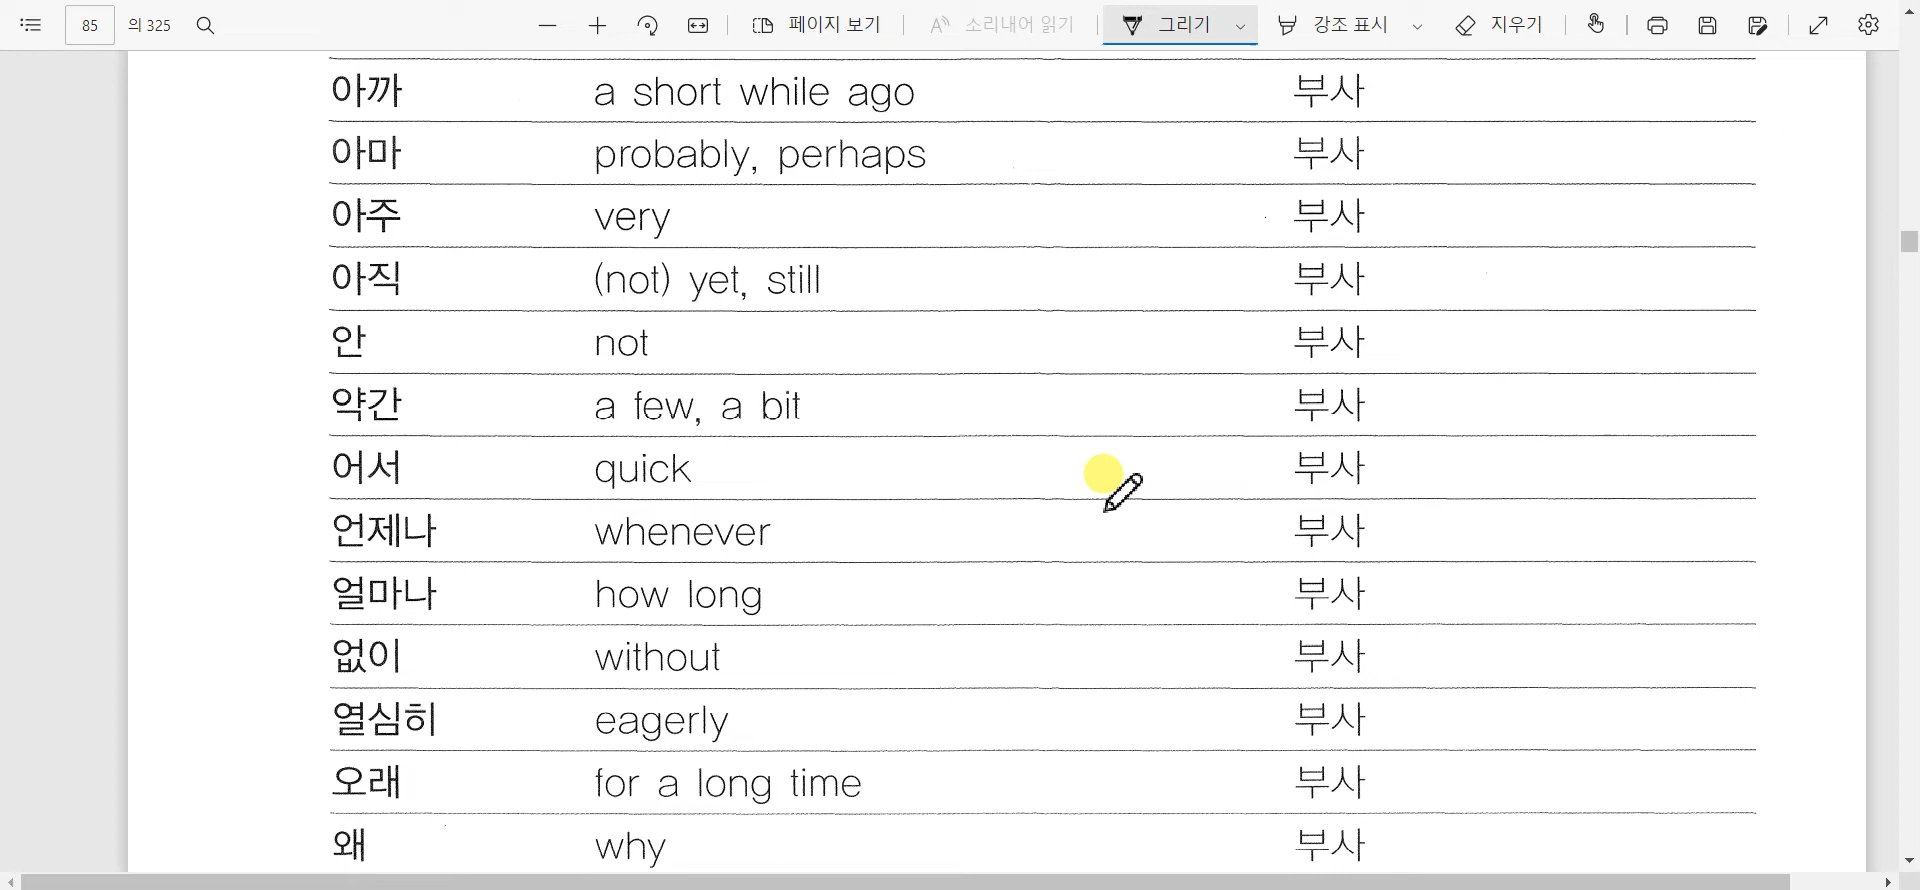 85 의 325 페이지 보기 소리내어 읽기 그리기 강조 표시 지우기
아까 a short while ago 부사
아마 probably, perhaps 부사
아주 very 부사
아직 (not) yet, still 부사
안 not 부사
약간 a few, a bit 부사
어서 quick 부사
언제나 whenever 부사
얼마나 how long 부사
없이 without 부사
열심히 eagerly 부사
오래 for a long time 부사
왜 why 부사